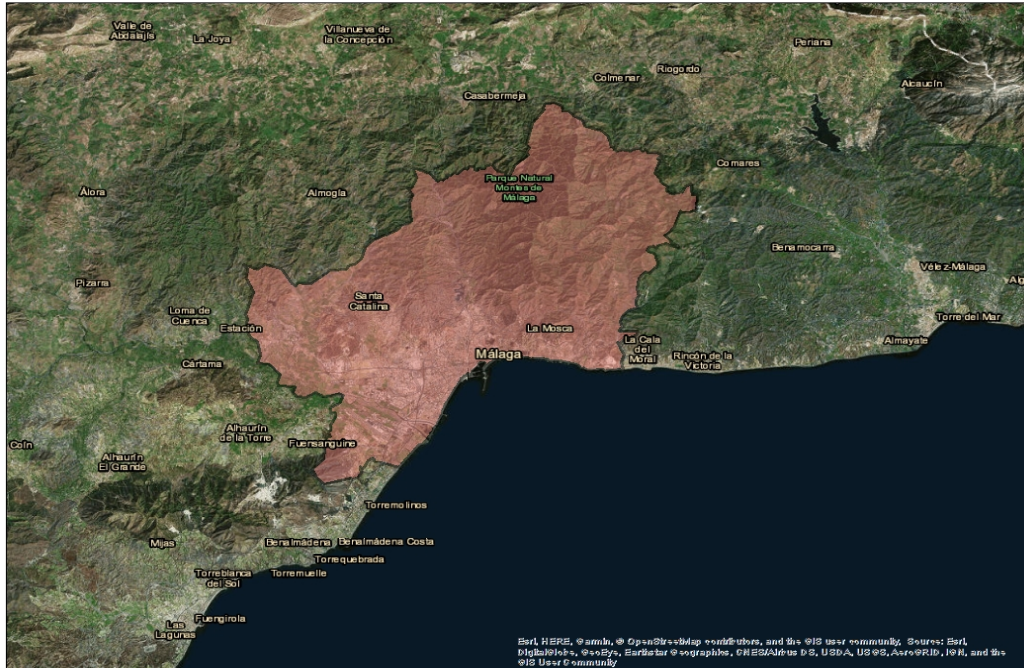 Valle de
Abdalajís
La Joya
Villanueva de
la Concepción
Periana
Colmenar
Riogordo
Alcaucín
Casabermeja
Comares
Parque Natural
Montes de
Málaga
Álora
Almogía
Benamocarra
Vélez-Málaga
Alg
Pizarra
Santa
Catalina
Loma de
Cuenca
Estación
La Mosca
Torre del Mar
La Cala
del
Moral
Almayate
Málaga
Rincón de la
Victoria
Cártama
Alhaurín
de la Torre
Fuensanguine
Coín
Alhaurín
El Grande
Torremolinos
Mijas
Benalmádena
Benalmádena Costa
Torrequebrada
Torreblanca
del Sol
Torremuelle
Fuengirola
Las
Lagunas
Esri, HERE, Garmin, © OpenStreetMap contributors, and the GIS user community, Source: Esri,
DigitalGlobe, GeoEye, Earthstar Geographics, CNES/Airbus DS, USDA, USGS, AeroGRID, IGN, and the
GIS User Community